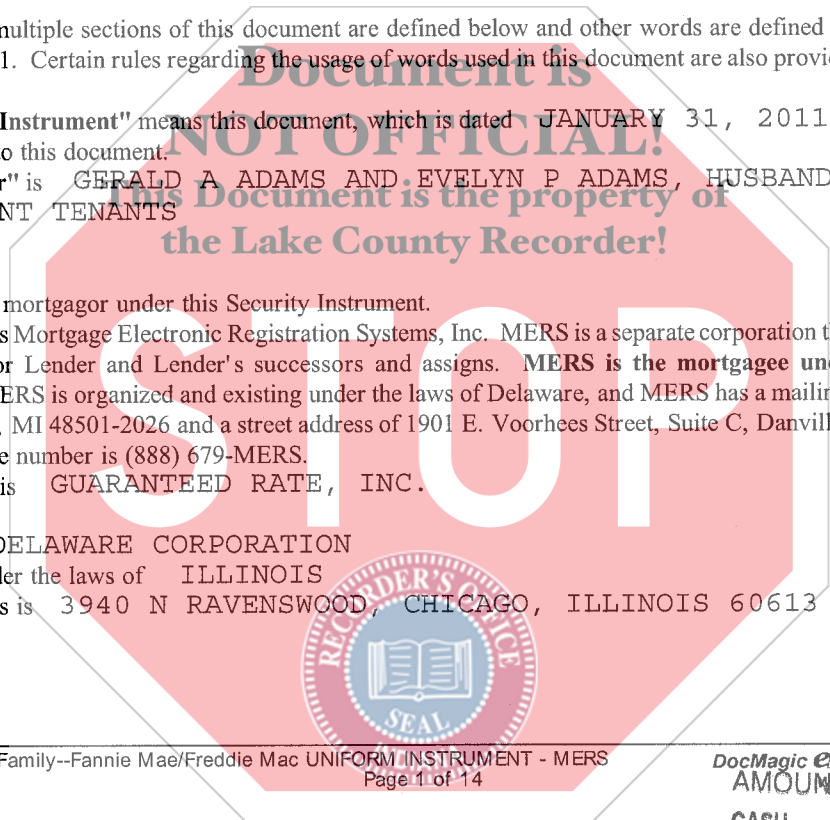 multiple sections of this document are defined below and other words are defined
1. Certain rules regarding the usage of words used in this document are also provi
Document is
Instrument" means this document, which is dated JANUARY 31, 2011
NOT OFFICIAL!
o this document.
r" is GERALD A ADAMS AND EVELYN P ADAMS, HUSBAND
This Document is the property of
NT TENANTS
the Lake County Recorder!
mortgagor under this Security Instrument.
s Mortgage Electronic Registration Systems, Inc. MERS is a separate corporation t
or Lender and Lender's successors and assigns. MERS is the mortgagee un
ERS is organized and existing under the laws of Delaware, and MERS has a mailin
, MI 48501-2026 and a street address of 1901 E. Voorhees Street, Suite C, Danvill
e number is (888) 679-MERS.
STOP
is GUARANTEED RATE, INC.
DELAWARE CORPORATION
er the laws of ILLINOIS
s is 3940 N RAVENSWOOD, CHICAGO, ILLINOIS 60613
RECORDER'S OFFICE
SEAL
INDIANA
Family--Fannie Mae/Freddie Mac UNIFORM INSTRUMENT - MERS
DocMagic
Page 1 of 14
AMOUN
CASH